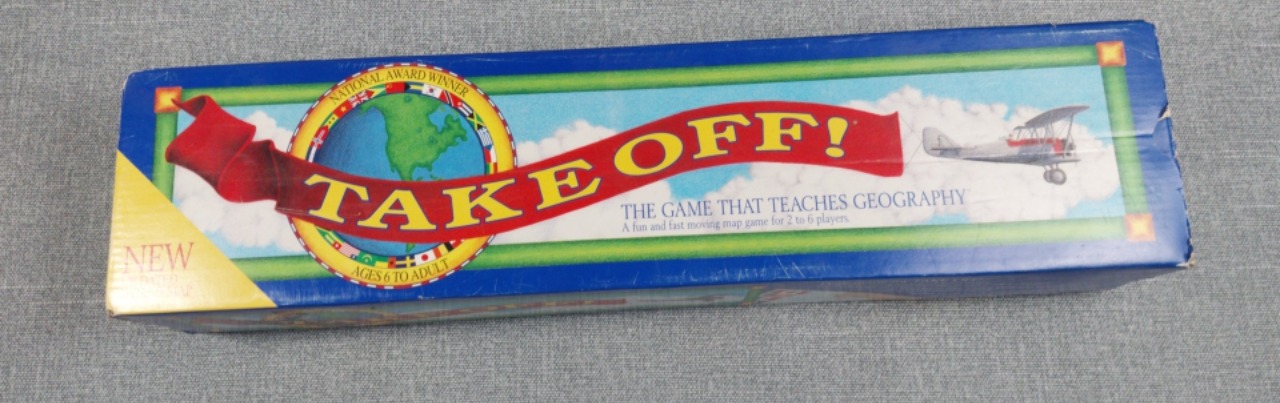 NATIONAL AWARD WINNER
TAKE OFF!
THE GAME THAT TEACHES GEOGRAPHY
A fun and fast moving map game for 2 to 6 players.
AGES 6 TO ADULT
NEW